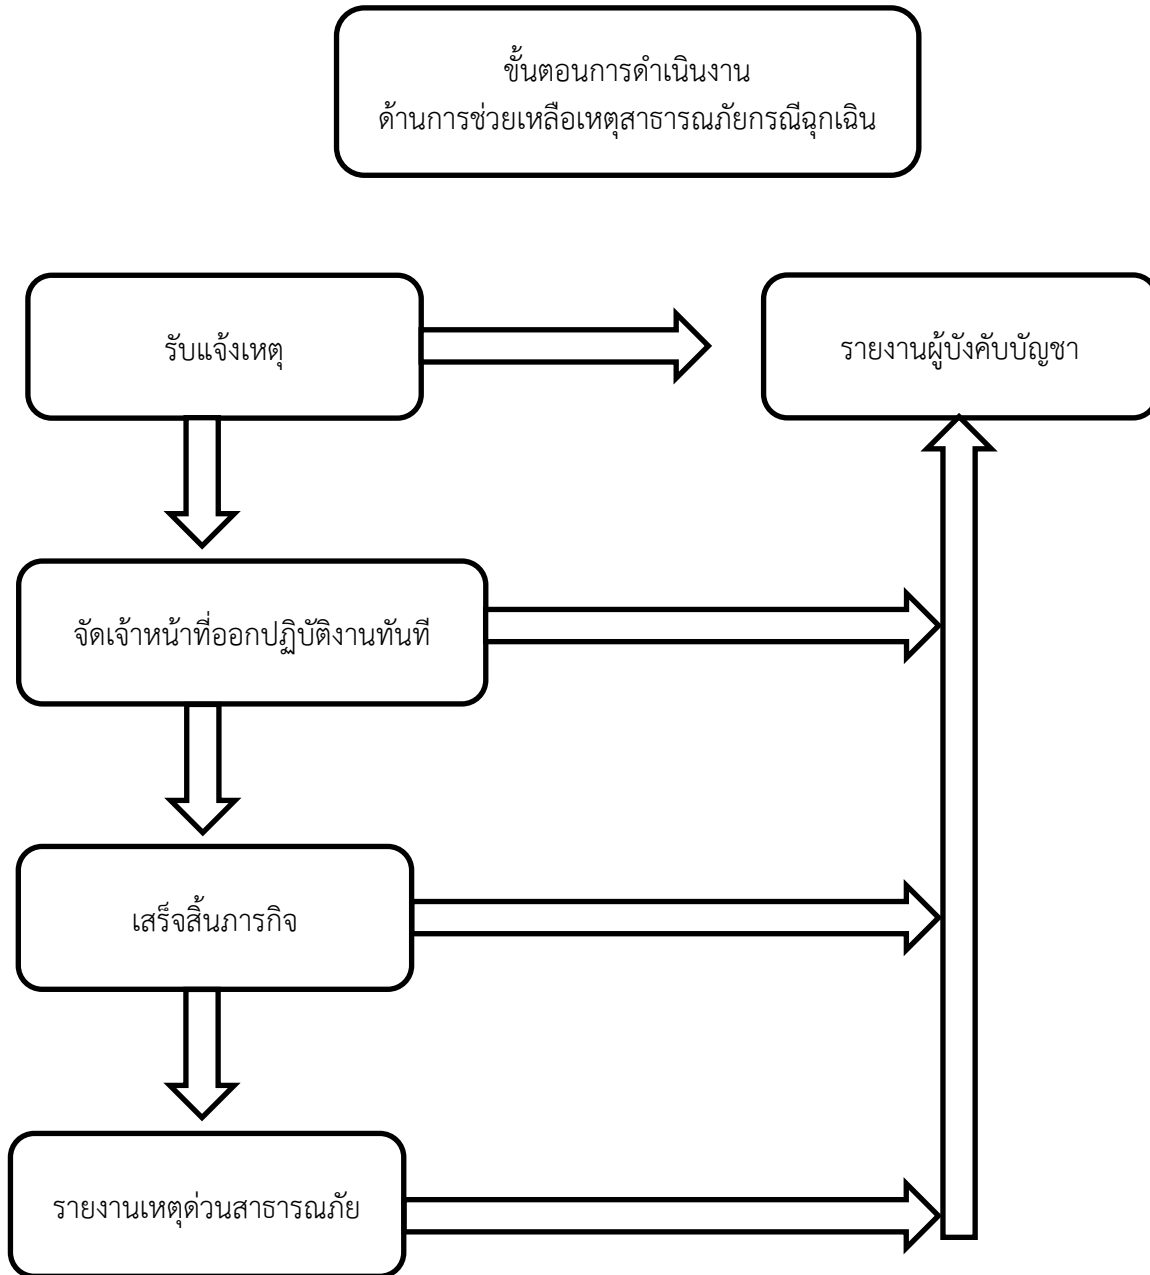 ขั้นตอนการดำเนินงาน
ด้านการช่วยเหลือเหตุสาธารณภัยกรณีฉุกเฉิน
รับแจ้งเหตุ
รายงานผู้บังคับบัญชา
จัดเจ้าหน้าที่ออกปฏิบัติงานทันที
เสร็จสิ้นภารกิจ
รายงานเหตุด่วนสาธารณภัย